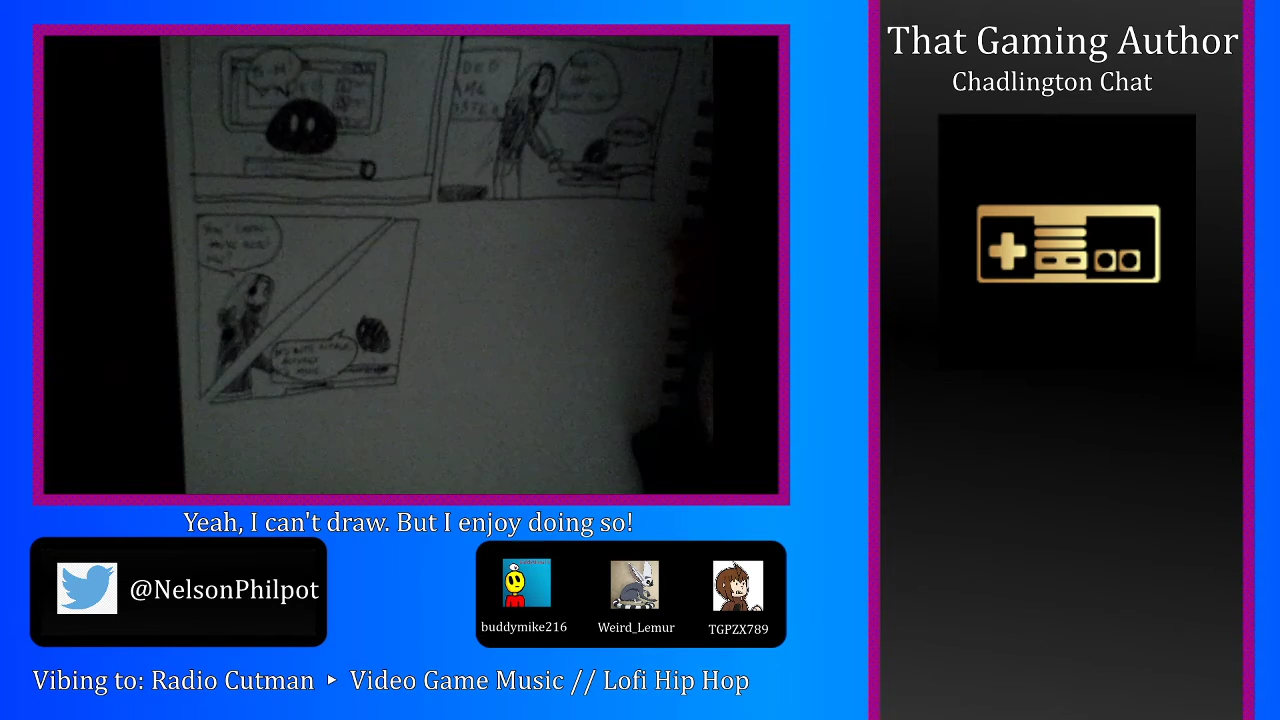 That Gaming Author
Chadlington Chat
YOU
Yeah, I can't draw. But I enjoy doing so!
@NelsonPhilpot
buddymike216
Weird_Lemur
TGPZX789
Vibing to: Radio Cutman ▸ Video Game Music // Lofi Hip Hop